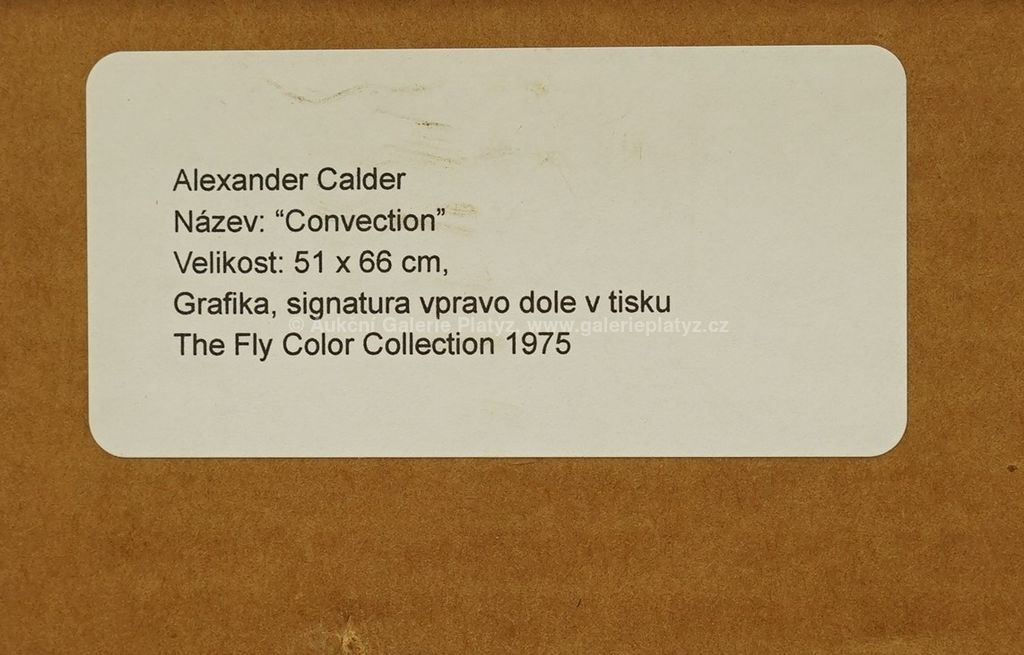 Alexander Calder
Název: “Convection”
Velikost: 51 x 66 cm,
Grafika, signatura vpravo dole v tisku
© Aukcni Galerie Platyz, www.galerieplatyz.cz
The Fly Color Collection 1975